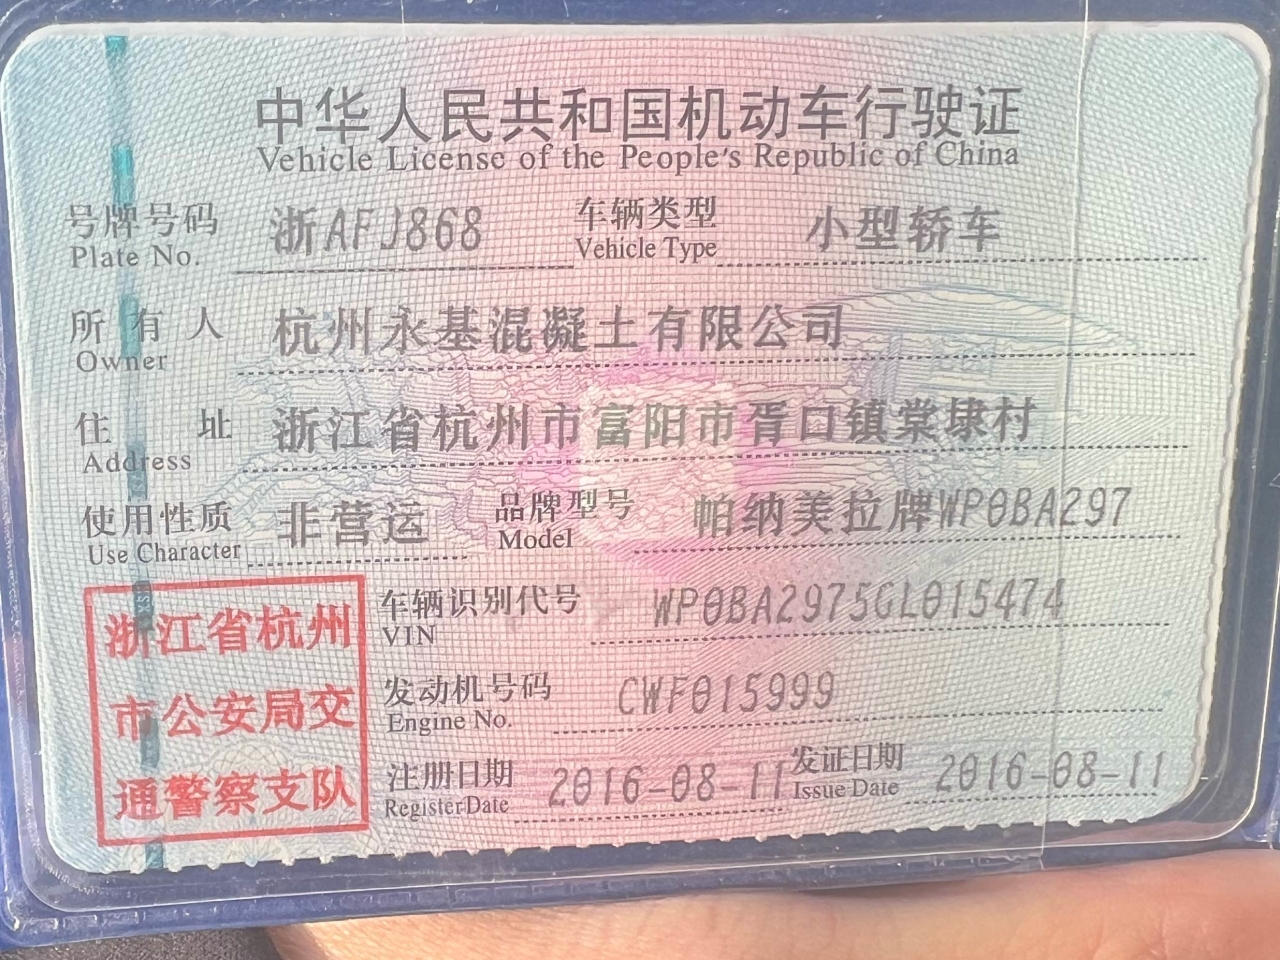 中华人民共和国机动车行驶证
Vehicle License of the People's Republic of China
号牌号码 浙AFJ868 车辆类型 小型轿车
Plate No. Vehicle Type
所有人 杭州永基混凝土有限公司
Owner
住址 浙江省杭州市富阳市胥口镇棠棣村
Address
使用性质 非营运 品牌型号 帕纳美拉牌WP0BA297
Use Character Model
车辆识别代号 WP0BA2975GL015474
VIN
发动机号码 CWF015999
Engine No.
注册日期 2016-08-11 发证日期 2016-08-11
Register Date Issue Date
浙江省杭州
市公安局交
通警察支队